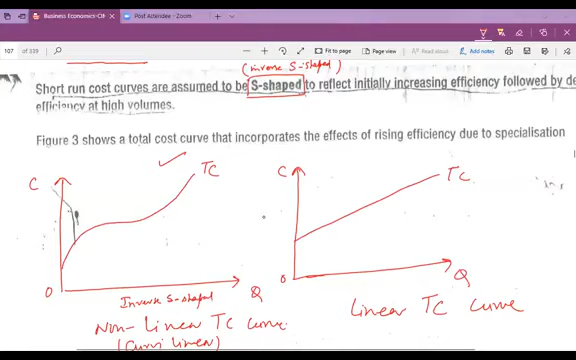 Business Economics-CM
Post Attendee - Zoom
107 of 339
Fit to page
Page view
Read aloud
Add notes
(inverse S-shaped)
Short run cost curves are assumed to be S-shaped to reflect initially increasing efficiency followed by de
efficiency at high volumes.
Figure 3 shows a total cost curve that incorporates the effects of rising efficiency due to specialisation
C TC C TC
0 Q 0 Q
Inverse S-shaped
Non-Linear TC curve
(Curvi linear)
Linear TC Curve